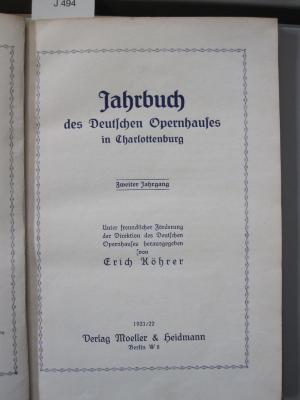 J 494
Jahrbuch
des Deutschen Opernhauses
in Charlottenburg
Zweiter Jahrgang
Unter freundlicher Förderung
der Direktion des Deutschen
Opernhauses herausgegeben
von
Erich Köhrer
1921/22
Verlag Moeller & Heidmann
Berlin W 8